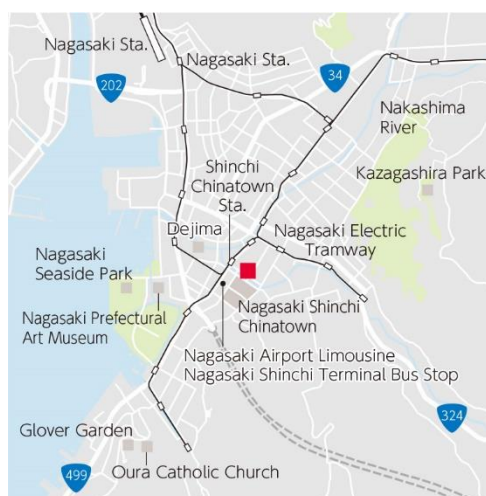 Nagasaki Sta.
Nagasaki Sta.
34
202
Nakashima
River
Shinchi
Chinatown
Sta.
Kazagashira Park
Dejima
Nagasaki Electric
Tramway
Nagasaki
Seaside Park
Nagasaki Prefectural
Art Museum
Nagasaki Shinchi
Chinatown
Nagasaki Airport Limousine
Nagasaki Shinchi Terminal Bus Stop
324
Glover Garden
499
Oura Catholic Church